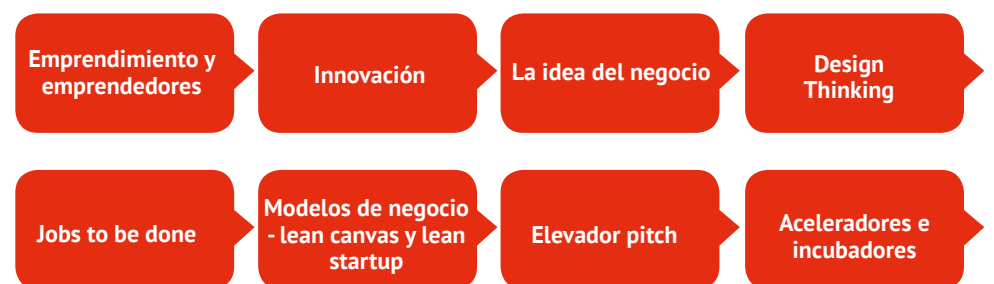 Emprendimiento y
emprendedores
Innovación
La idea del negocio
Design
Thinking
Jobs to be done
Modelos de negocio
- lean canvas y lean
startup
Elevador pitch
Aceleradores e
incubadores